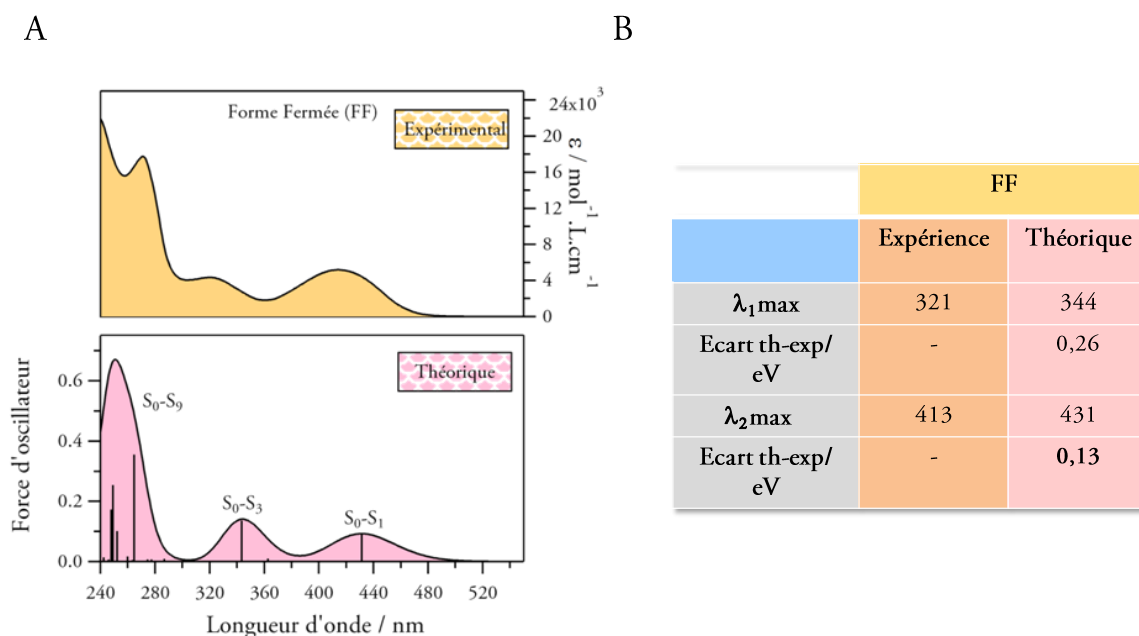 A
B
Forme Fermée (FF)
Expérimental
24x10³
20
16
12
8
4
0
ε / mol⁻¹.L.cm⁻¹
Force d'oscillateur
0.6
0.4
0.2
0.0
Théorique
S₀-S₉
S₀-S₃
S₀-S₁
240 280 320 360 400 440 480 520
Longueur d'onde / nm
FF
Expérience Théorique
λ₁max 321 344
Ecart th-exp/ - 0,26
eV
λ₂max 413 431
Ecart th-exp/ - 0,13
eV